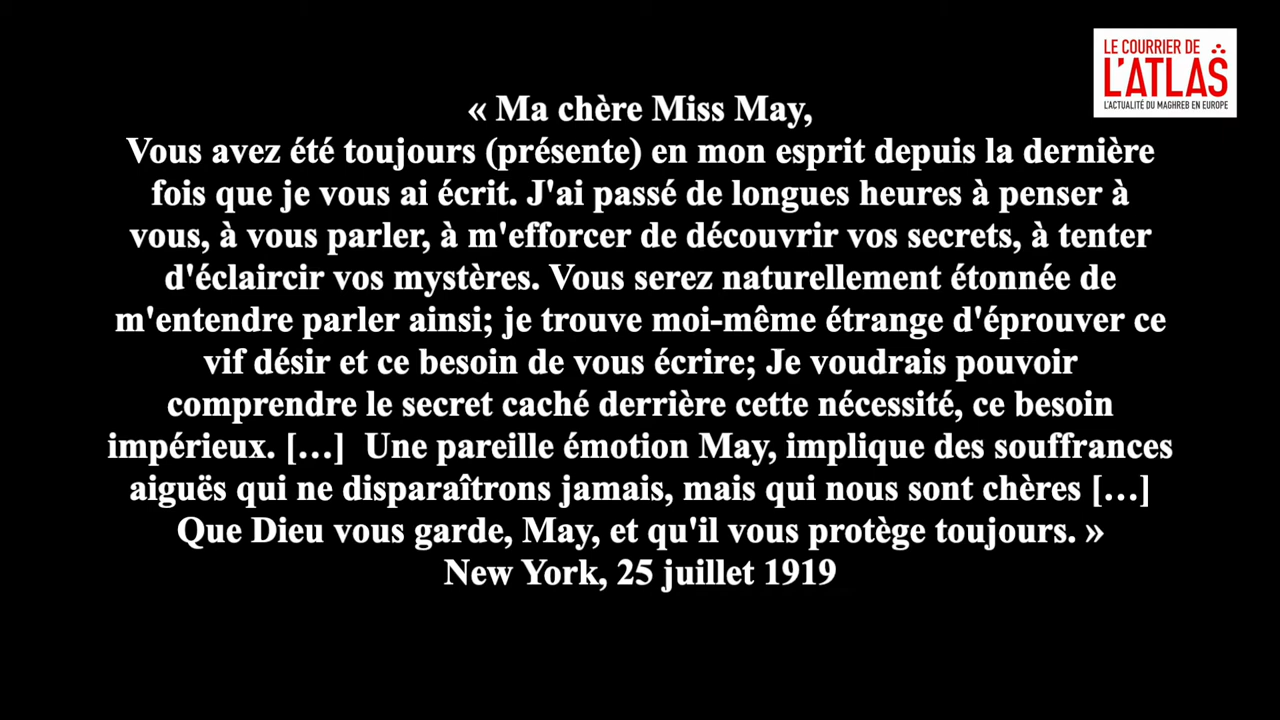 LE COURRIER DE
L'ATLAS
L'ACTUALITÉ DU MAGHREB EN EUROPE
« Ma chère Miss May,
Vous avez été toujours (présente) en mon esprit depuis la dernière
fois que je vous ai écrit. J'ai passé de longues heures à penser à
vous, à vous parler, à m'efforcer de découvrir vos secrets, à tenter
d'éclaircir vos mystères. Vous serez naturellement étonnée de
m'entendre parler ainsi; je trouve moi-même étrange d'éprouver ce
vif désir et ce besoin de vous écrire; Je voudrais pouvoir
comprendre le secret caché derrière cette nécessité, ce besoin
impérieux. […] Une pareille émotion May, implique des souffrances
aiguës qui ne disparaîtrons jamais, mais qui nous sont chères […]
Que Dieu vous garde, May, et qu'il vous protège toujours. »
New York, 25 juillet 1919